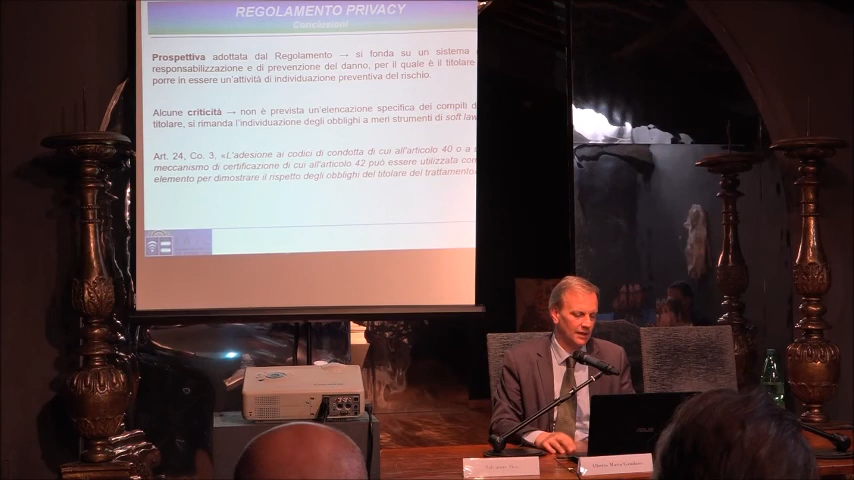 REGOLAMENTO PRIVACY
Conclusioni
Prospettiva adottata dal Regolamento → si fonda su un sistema
responsabilizzazione e di prevenzione del danno, per il quale è il titolare
porre in essere un'attività di individuazione preventiva del rischio.
Alcune criticità → non è prevista un'elencazione specifica dei compiti d
titolare, si rimanda l'individuazione degli obblighi a meri strumenti di soft law
Art. 24, Co. 3, «L'adesione ai codici di condotta di cui all'articolo 40 o a u
meccanismo di certificazione di cui all'articolo 42 può essere utilizzata com
elemento per dimostrare il rispetto degli obblighi del titolare del trattamento
ASUS
Alberto Maria Gambino